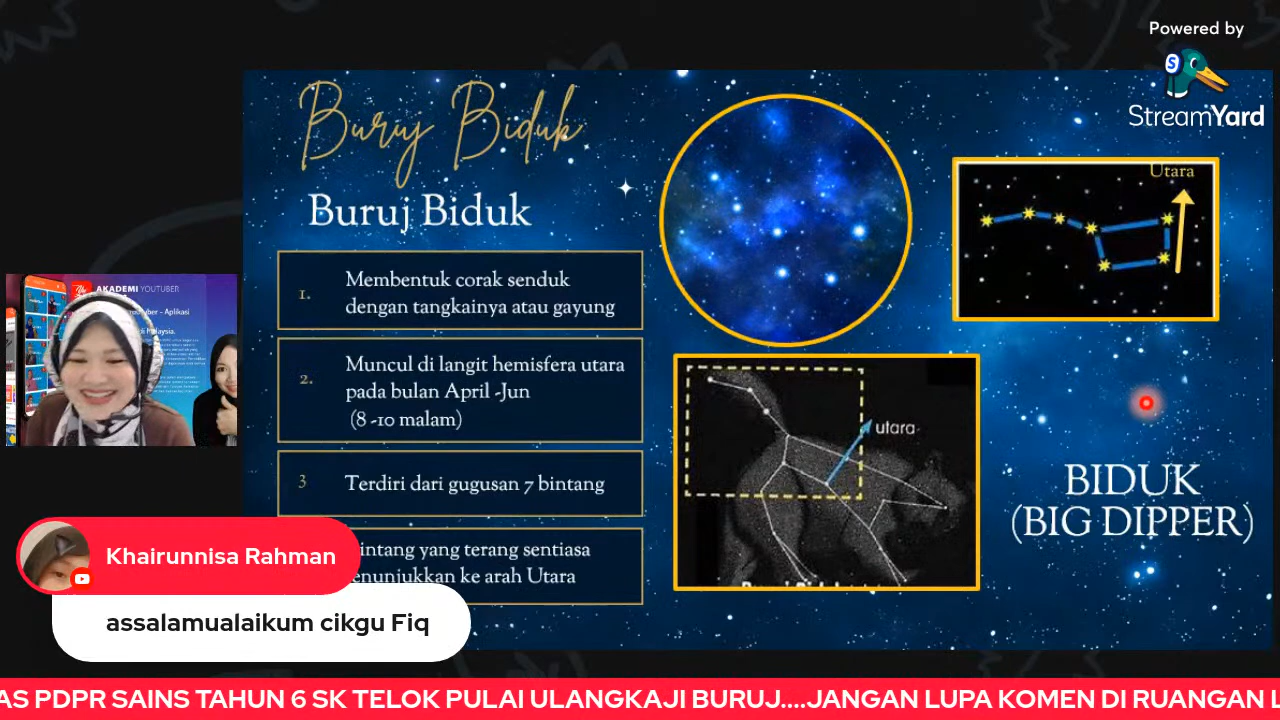 Powered by
StreamYard
Buruj Biduk
Buruj Biduk
1.
Membentuk corak senduk
dengan tangkainya atau gayung
2.
Muncul di langit hemisfera utara
pada bulan April -Jun
(8 -10 malam)
3
Terdiri dari gugusan 7 bintang
intang yang terang sentiasa
enunjukkan ke arah Utara
Utara
utara
BIDUK
(BIG DIPPER)
AKADEMI YOUTUBER
Khairunnisa Rahman
assalamualaikum cikgu Fiq
AS PDPR SAINS TAHUN 6 SK TELOK PULAI ULANGKAJI BURUJ....JANGAN LUPA KOMEN DI RUANGAN L